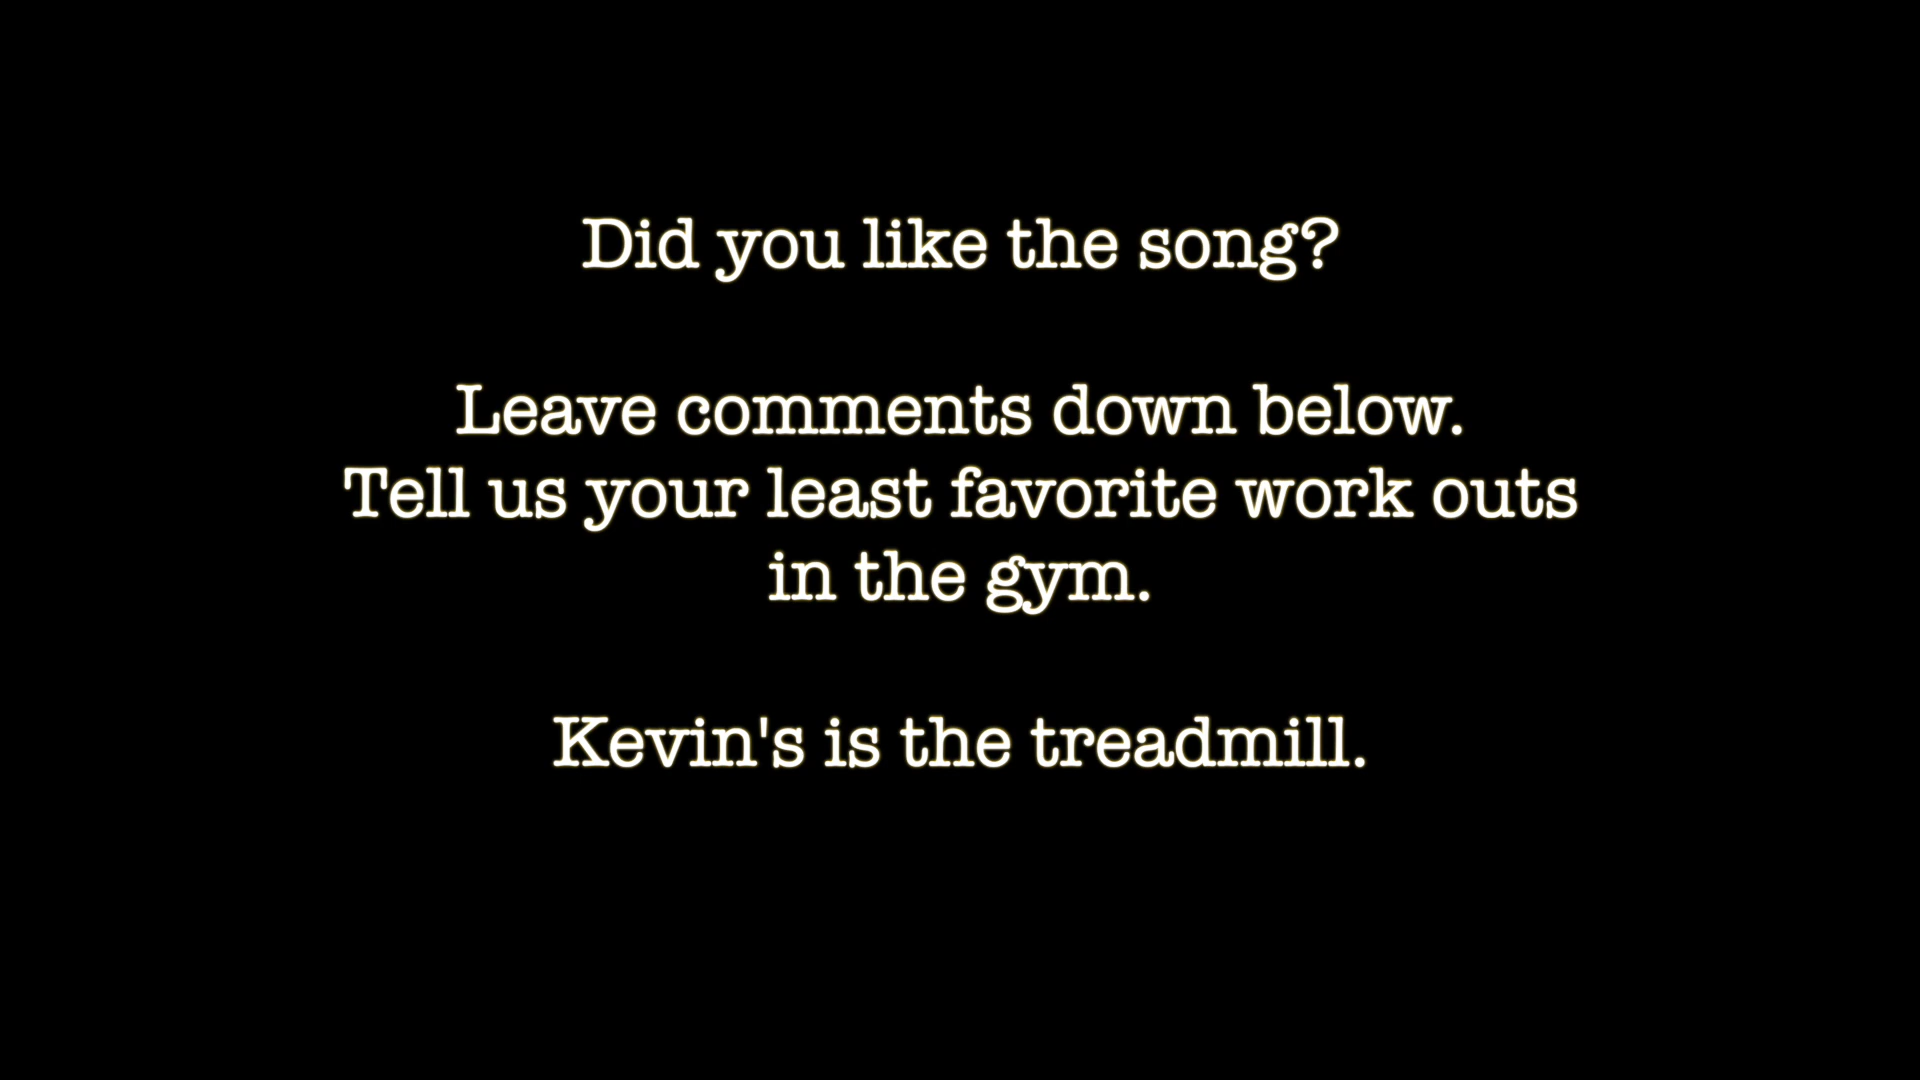 Did you like the song?
Leave comments down below.
Tell us your least favorite work outs
in the gym.
Kevin's is the treadmill.